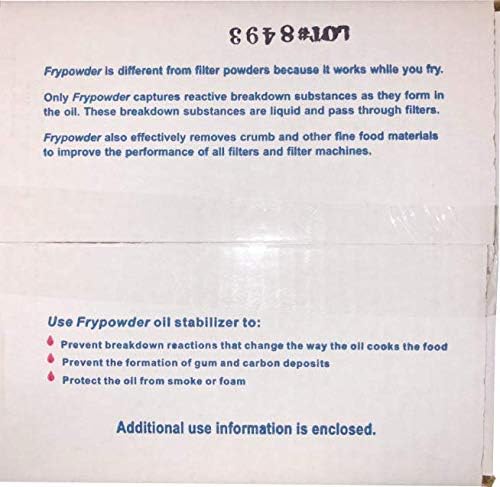 LOT#8493
Frypowder is different from filter powders because it works while you fry.
Only Frypowder captures reactive breakdown substances as they form in
the oil. These breakdown substances are liquid and pass through filters.
Frypowder also effectively removes crumb and other fine food materials
to improve the performance of all filters and filter machines.
Use Frypowder oil stabilizer to:
Prevent breakdown reactions that change the way the oil cooks the food
Prevent the formation of gum and carbon deposits
Protect the oil from smoke or foam
Additional use information is enclosed.